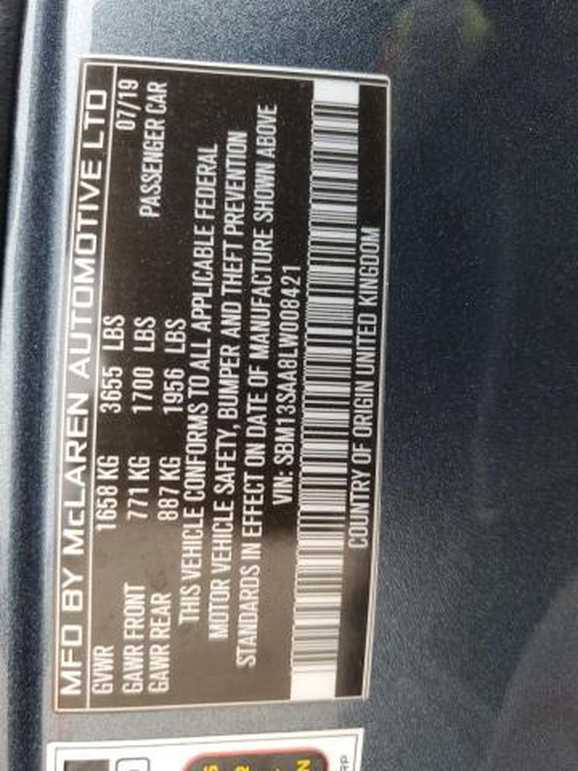 MFD BY McLAREN AUTOMOTIVE LTD
GVWR 1658 KG 3655 LBS 07/19
GAWR FRONT 771 KG 1700 LBS PASSENGER CAR
GAWR REAR 887 KG 1956 LBS
THIS VEHICLE CONFORMS TO ALL APPLICABLE FEDERAL
MOTOR VEHICLE SAFETY, BUMPER AND THEFT PREVENTION
STANDARDS IN EFFECT ON DATE OF MANUFACTURE SHOWN ABOVE
VIN: SBM13SAA8LW008421
COUNTRY OF ORIGIN UNITED KINGDOM